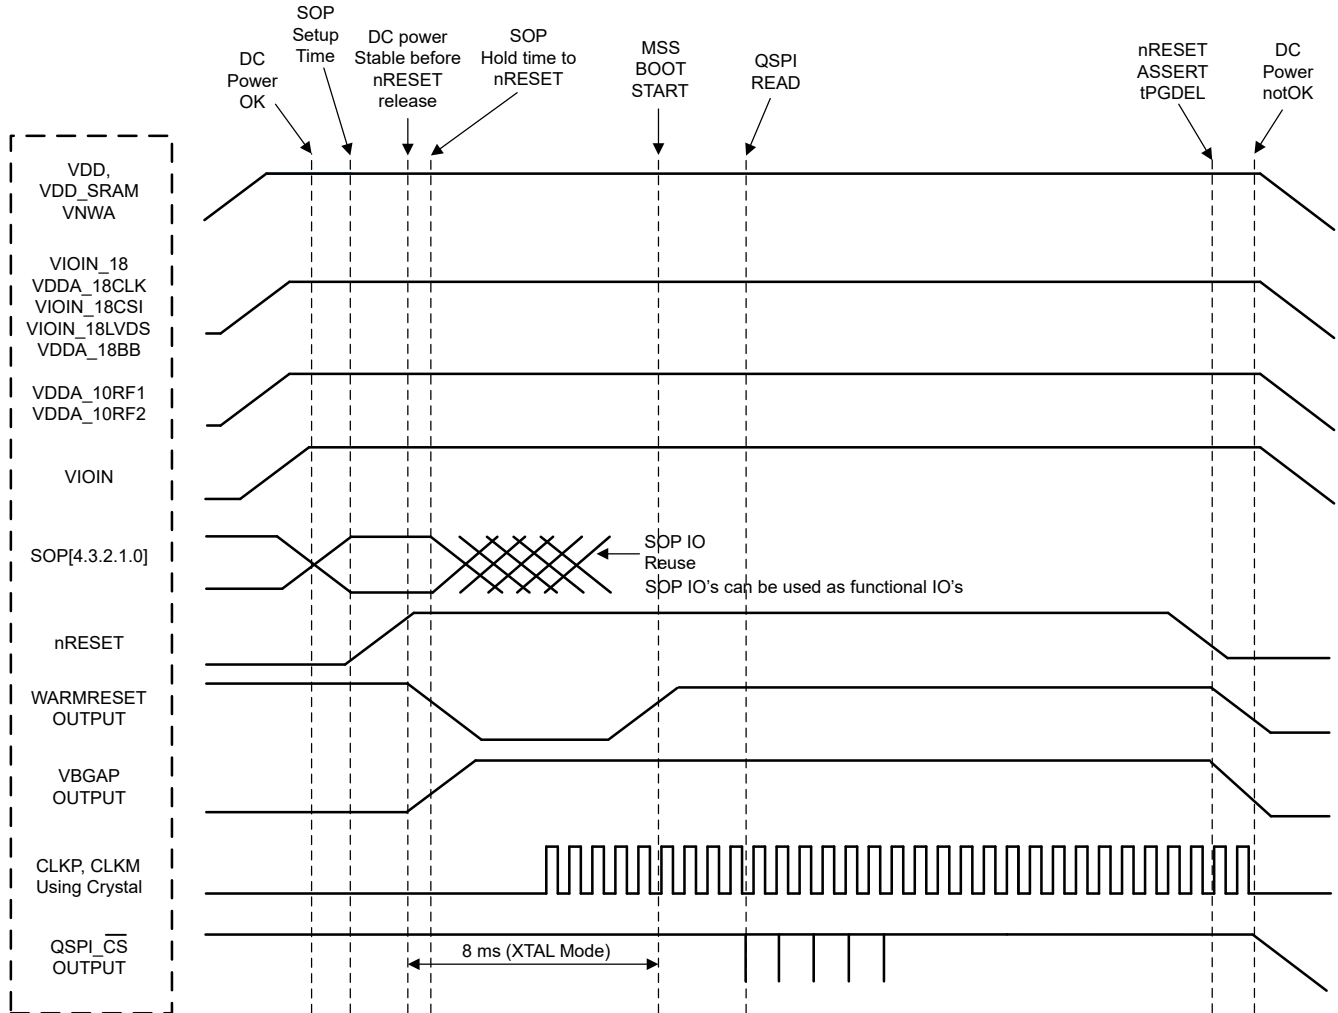 SOP
Setup
Time
DC power
Stable before
nRESET
release
SOP
Hold time to
nRESET
DC
Power
OK
MSS
BOOT
START
QSPI
READ
nRESET
ASSERT
tPGDEL
DC
Power
notOK
VDD,
VDD_SRAM
VNWA
VIOIN_18
VDDA_18CLK
VIOIN_18CSI
VIOIN_18LVDS
VDDA_18BB
VDDA_10RF1
VDDA_10RF2
VIOIN
SOP[4.3.2.1.0]
SOP IO
Reuse
SOP IO's can be used as functional IO's
nRESET
WARMRESET
OUTPUT
VBGAP
OUTPUT
CLKP, CLKM
Using Crystal
QSPI_CS
OUTPUT
8 ms (XTAL Mode)